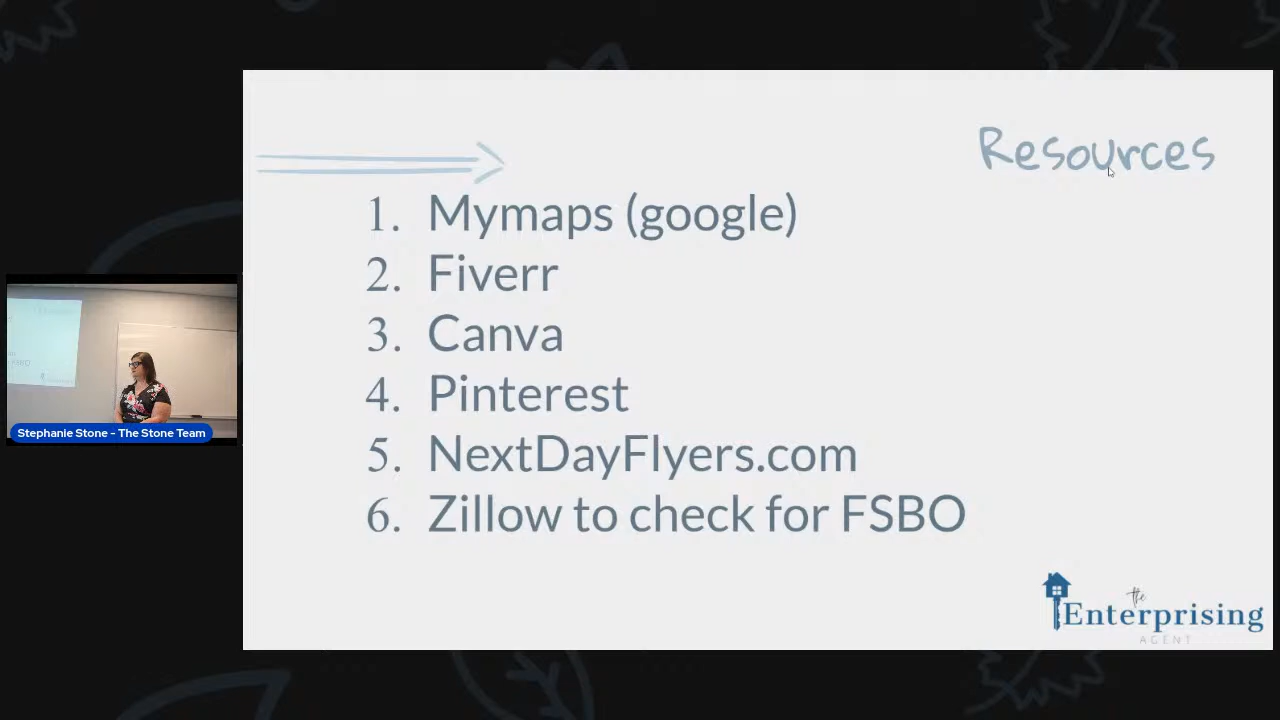 Resources
1. Mymaps (google)
2. Fiverr
3. Canva
4. Pinterest
5. NextDayFlyers.com
6. Zillow to check for FSBO
Stephanie Stone - The Stone Team
the
Enterprising
AGENT